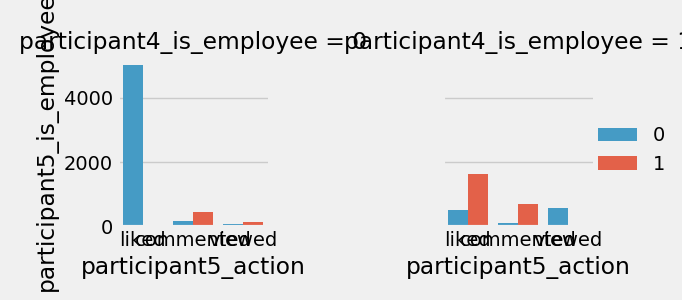 participant4_is_employee = 0
participant4_is_employee = 1
participant5_is_employee
4000
2000
0
liked commented viewed
liked commented viewed
participant5_action
participant5_action
0
1